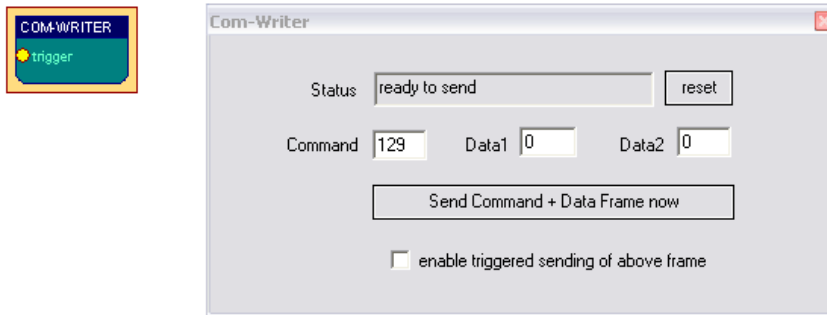 COM-WRITER
trigger
Com-Writer
Status ready to send reset
Command 129 Data1 0 Data2 0
Send Command + Data Frame now
enable triggered sending of above frame